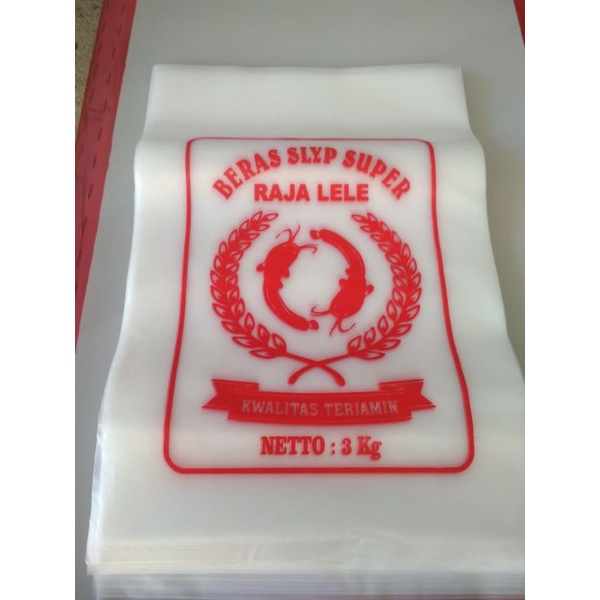 BERAS SLYP SUPER
RAJA LELE
KWALITAS TERJAMIN
NETTO : 3 Kg